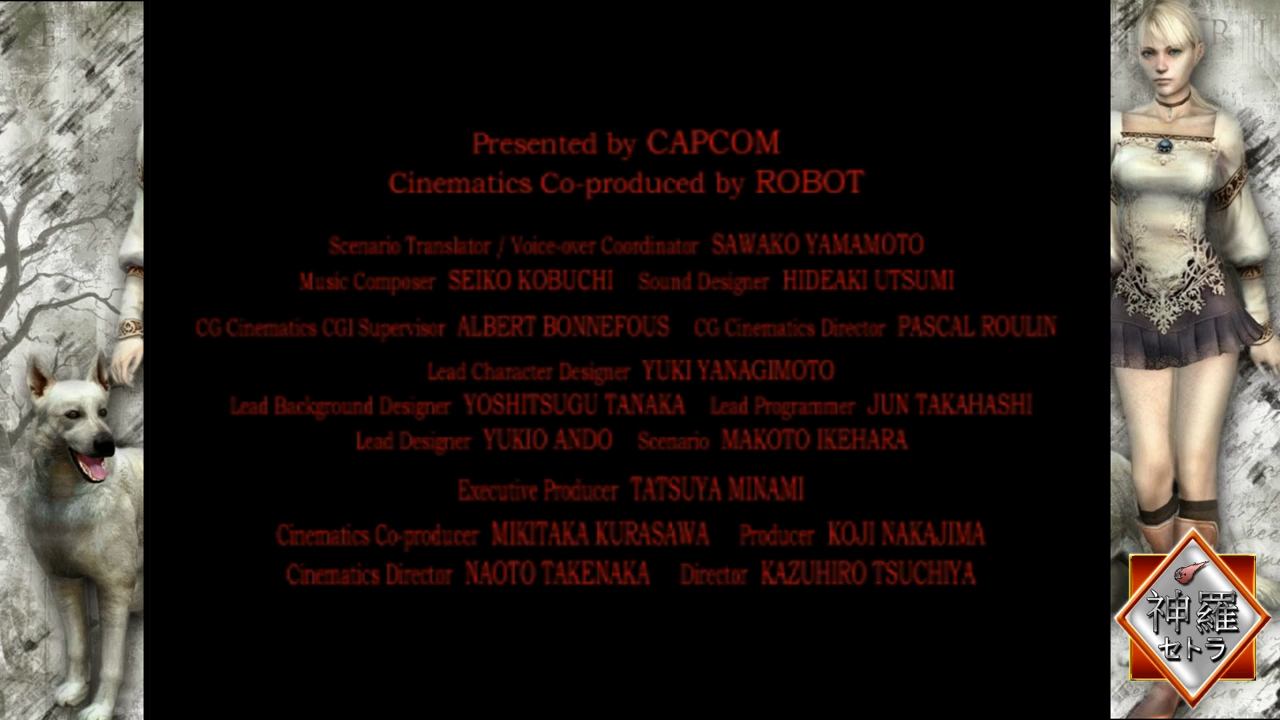 Presented by CAPCOM
Cinematics Co-produced by ROBOT
Scenario Translator / Voice-over Coordinator SAWAKO YAMAMOTO
Music Composer SEIKO KOBUCHI Sound Designer HIDEAKI UTSUMI
CG Cinematics CGI Supervisor ALBERT BONNEFOUS CG Cinematics Director PASCAL ROULIN
Lead Character Designer YUKI YANAGIMOTO
Lead Background Designer YOSHITSUGU TANAKA Lead Programmer JUN TAKAHASHI
Lead Designer YUKIO ANDO Scenario MAKOTO IKEHARA
Executive Producer TATSUYA MINAMI
Cinematics Co-producer MIKITAKA KURASAWA Producer KOJI NAKAJIMA
Cinematics Director NAOTO TAKENAKA Director KAZUHIRO TSUCHIYA
神羅
セトラ